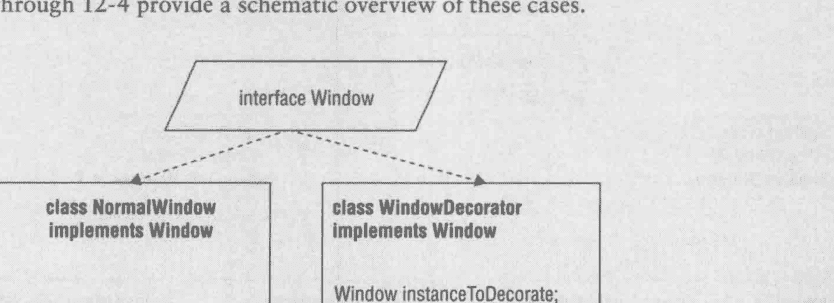 through 12-4 provide a schematic overview of these cases.
interface Window
class NormalWindow
implements Window
class WindowDecorator
implements Window
Window instanceToDecorate;